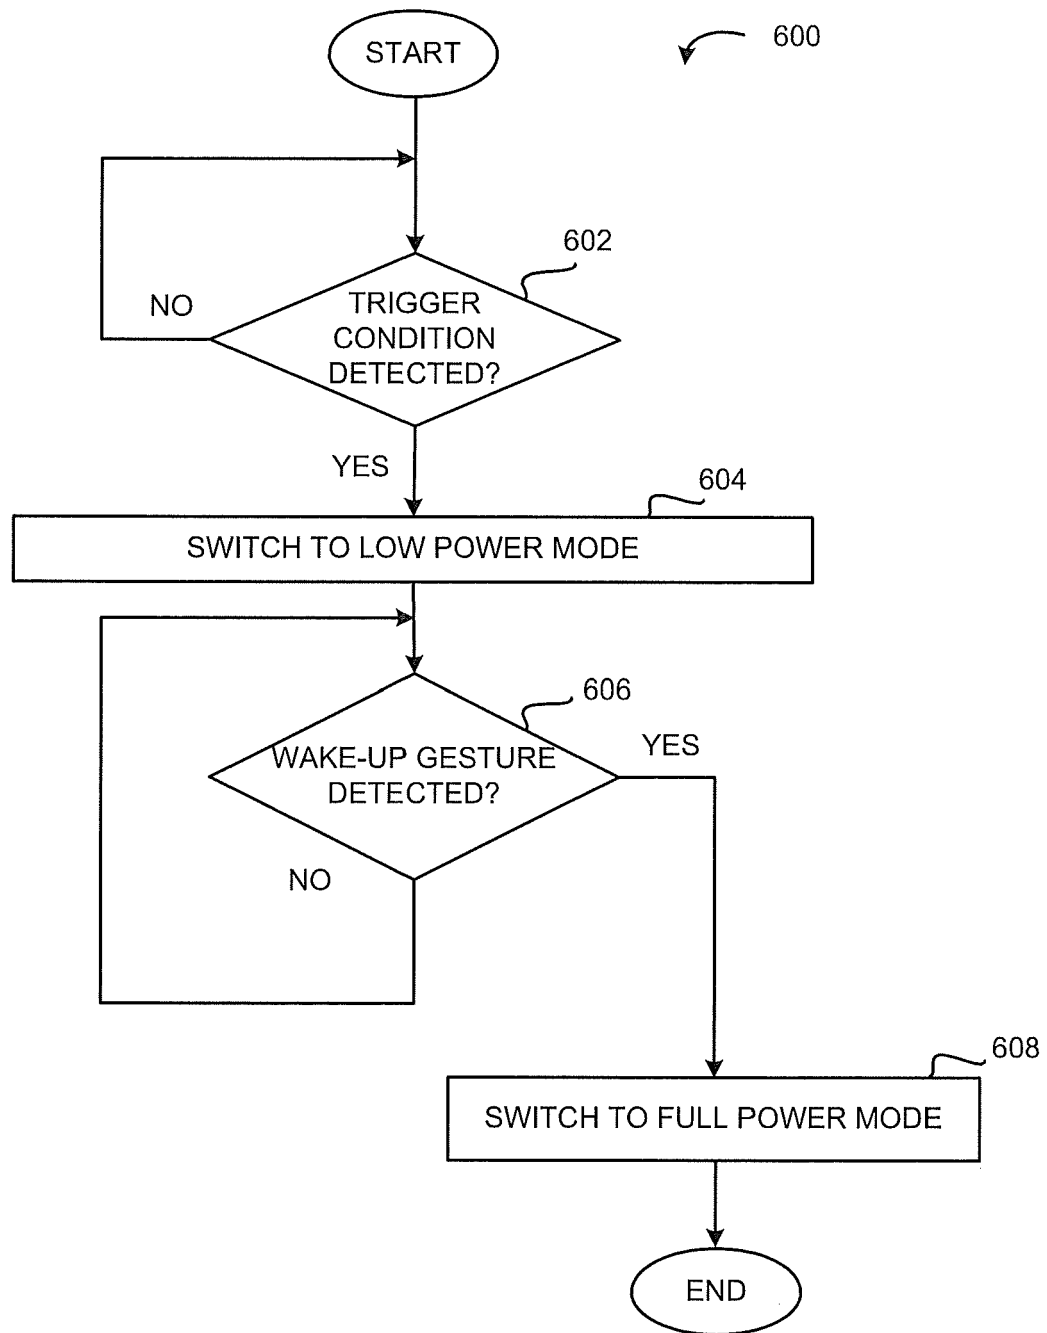 START
600
602
NO
TRIGGER
CONDITION
DETECTED?
YES
604
SWITCH TO LOW POWER MODE
606
YES
WAKE-UP GESTURE
DETECTED?
NO
608
SWITCH TO FULL POWER MODE
END